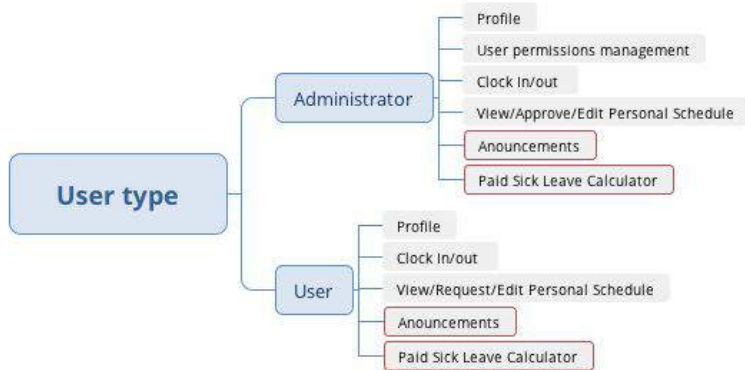 User type
Administrator
Profile
User permissions management
Clock In/out
View/Approve/Edit Personal Schedule
Anouncements
Paid Sick Leave Calculator
User
Profile
Clock In/out
View/Request/Edit Personal Schedule
Anouncements
Paid Sick Leave Calculator